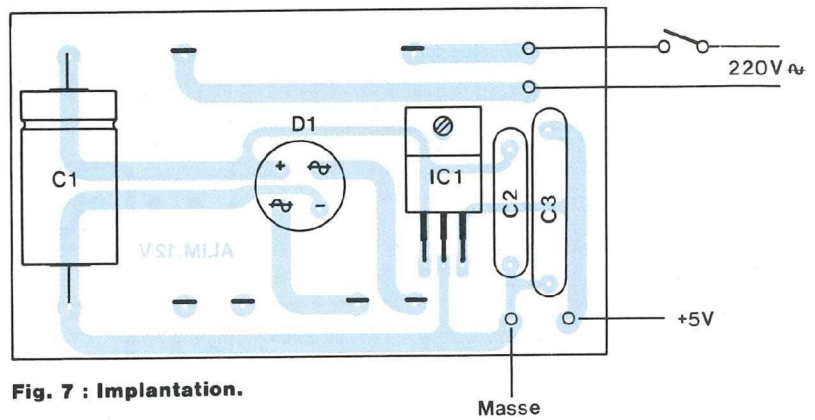 220V
D1
+
IC1
C1
C2
C3
-
ALIM.12V
+5V
Fig. 7 : Implantation.
Masse